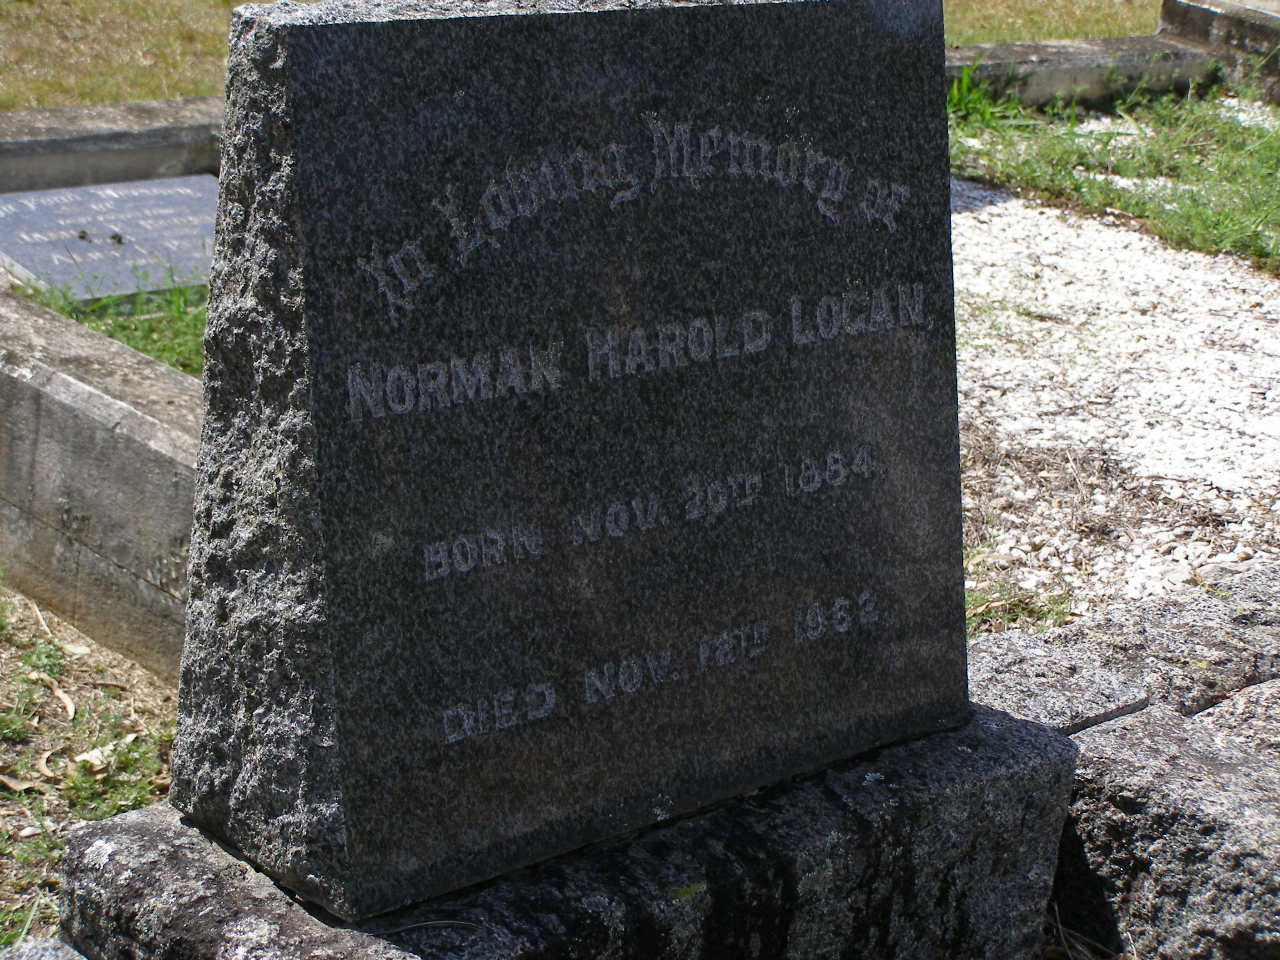 In Loving Memory of
NORMAN HAROLD LOGAN,
BORN NOV. 20TH 1884.
DIED NOV. 12TH 1962